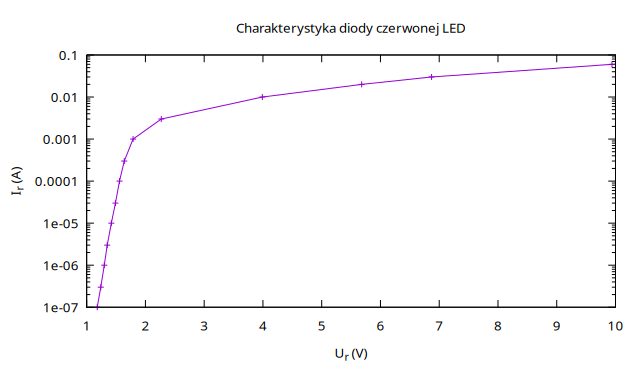 Charakterystyka diody czerwonej LED
0.1
0.01
0.001
0.0001
1e-05
1e-06
1e-07
Ir (A)
1 2 3 4 5 6 7 8 9 10
Ur (V)